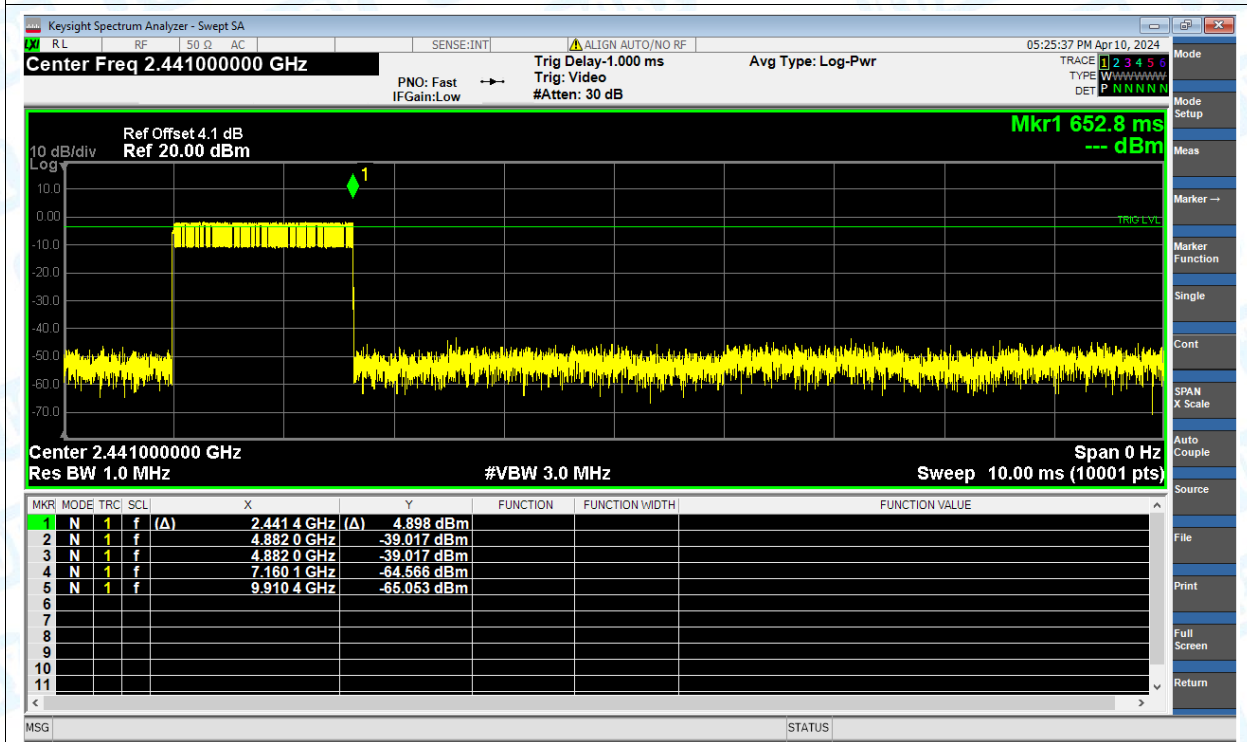 Keysight Spectrum Analyzer - Swept SA
LXI RL RF 50 Ω AC SENSE:INT ALIGN AUTO/NO RF 05:25:37 PM Apr 10, 2024
Center Freq 2.441000000 GHz
PNO: Fast
IFGain:Low
Trig Delay-1.000 ms
Trig: Video
#Atten: 30 dB
Avg Type: Log-Pwr
TRACE 1 2 3 4 5 6
TYPE WWWWWW
DET P N N N N N
Mkr1 652.8 ms
--- dBm
Ref Offset 4.1 dB
10 dB/div Ref 20.00 dBm
Log
1
10.0
0.00
TRIG LVL
-10.0
-20.0
-30.0
-40.0
-50.0
-60.0
-70.0
Center 2.441000000 GHz Span 0 Hz
Res BW 1.0 MHz #VBW 3.0 MHz Sweep 10.00 ms (10001 pts)
MKR MODE TRC SCL X Y FUNCTION FUNCTION WIDTH FUNCTION VALUE
1 N 1 f (Δ) 2.441 4 GHz (Δ) 4.898 dBm
2 N 1 f 4.882 0 GHz -39.017 dBm
3 N 1 f 4.882 0 GHz -39.017 dBm
4 N 1 f 7.160 1 GHz -64.566 dBm
5 N 1 f 9.910 4 GHz -65.053 dBm
6
7
8
9
10
11
MSG STATUS
Mode
Mode
Setup
Meas
Marker →
Marker
Function
Single
Cont
SPAN
X Scale
Auto
Couple
Source
File
Print
Full
Screen
Return